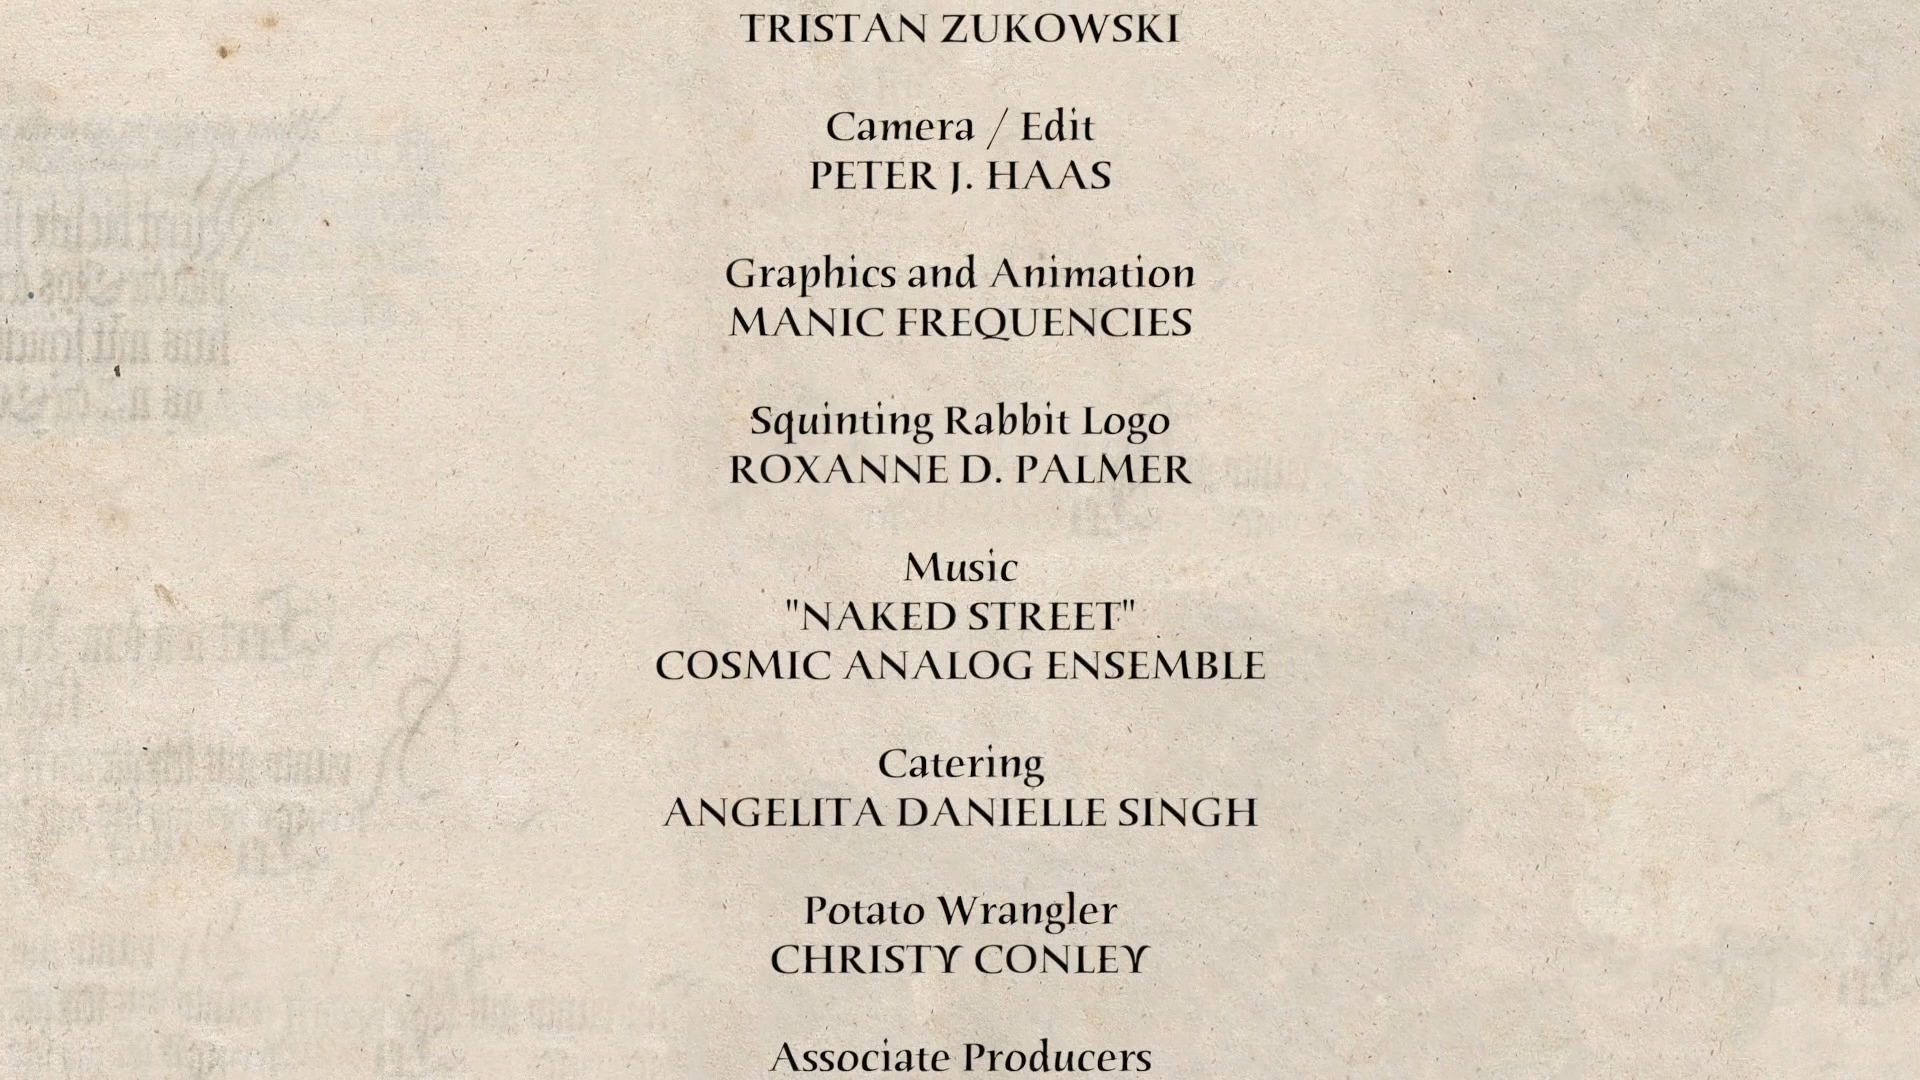 TRISTAN ZUKOWSKI
Camera / Edit
PETER J. HAAS
Graphics and Animation
MANIC FREQUENCIES
Squinting Rabbit Logo
ROXANNE D. PALMER
Music
"NAKED STREET"
COSMIC ANALOG ENSEMBLE
Catering
ANGELITA DANIELLE SINGH
Potato Wrangler
CHRISTY CONLEY
Associate Producers